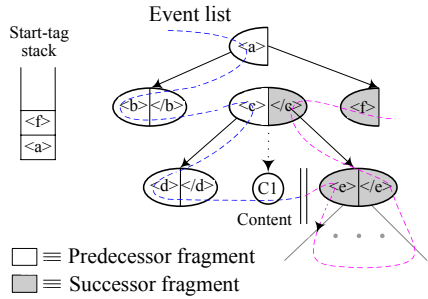 Event list
Start-tag
stack
<a>
<b> </b>
<c> </c>
<f>
<f>
<a>
<d> </d>
C1
<e> </e>
Content
≡ Predecessor fragment
≡ Successor fragment